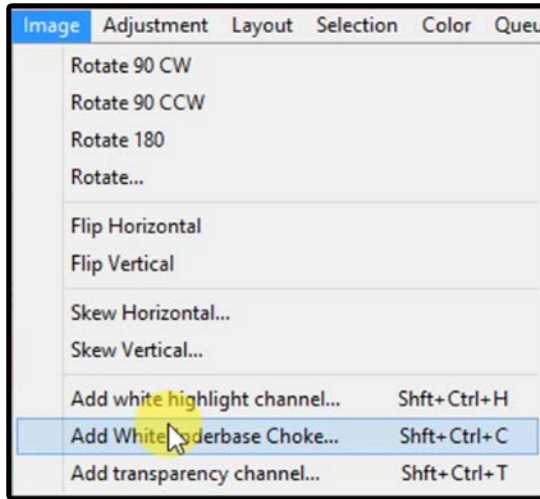 Image Adjustment Layout Selection Color
Rotate 90 CW
Rotate 90 CCW
Rotate 180
Rotate...
Flip Horizontal
Flip Vertical
Skew Horizontal...
Skew Vertical...
Add white highlight channel... Shft+Ctrl+H
Add White Choke... Shft+Ctrl+C
Add transparency channel... Shft+Ctrl+T